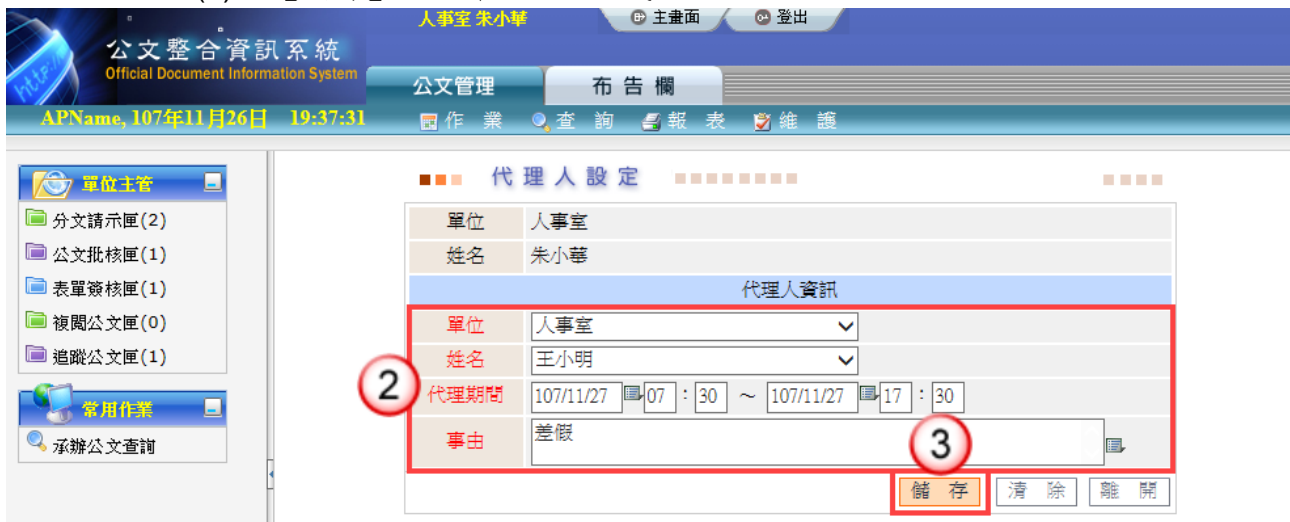 人事室 朱小華
主畫面
登出
公文整合資訊系統
Official Document Information System
公文管理
布 告 欄
APName, 107年11月26日 19:37:31
作 業 查 詢 報 表 維 護
單位主管
分文請示匣(2)
公文批核匣(1)
表單簽核匣(1)
複閱公文匣(0)
追蹤公文匣(1)
常用作業
承辦公文查詢
代理人設定
單位 人事室
姓名 朱小華
代理人資訊
單位 人事室
姓名 王小明
2
代理期間 107/11/27 07 : 30 ～ 107/11/27 17 : 30
事由 差假
3
儲 存 清 除 離 開